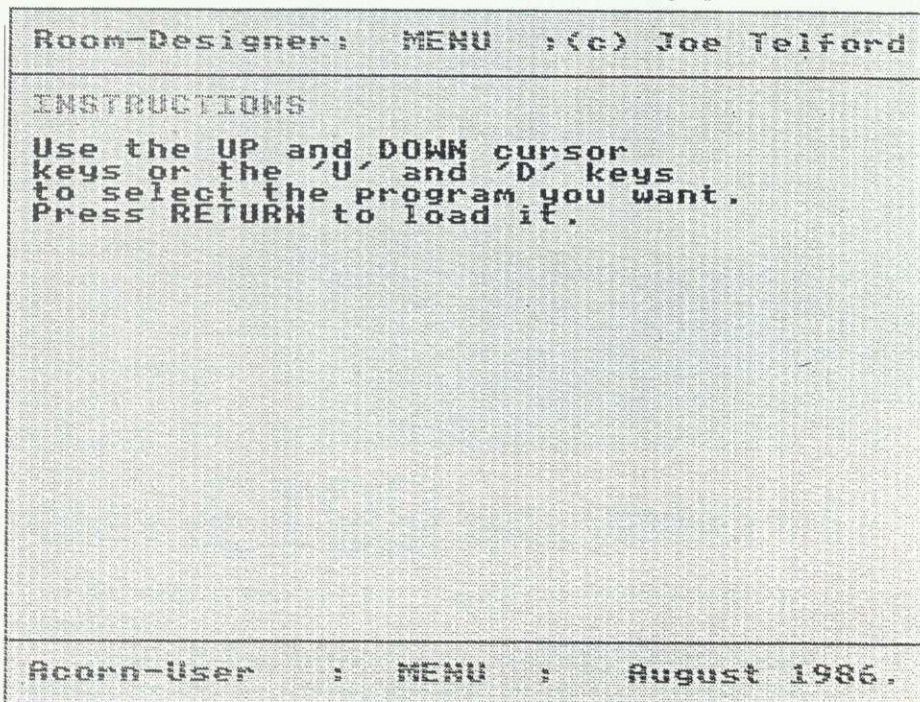 Room-Designer: MENU :(c) Joe Telford
INSTRUCTIONS
Use the UP and DOWN cursor
keys or the 'U' and 'D' keys
to select the program you want.
Press RETURN to load it.
Acorn-User : MENU : August 1986.